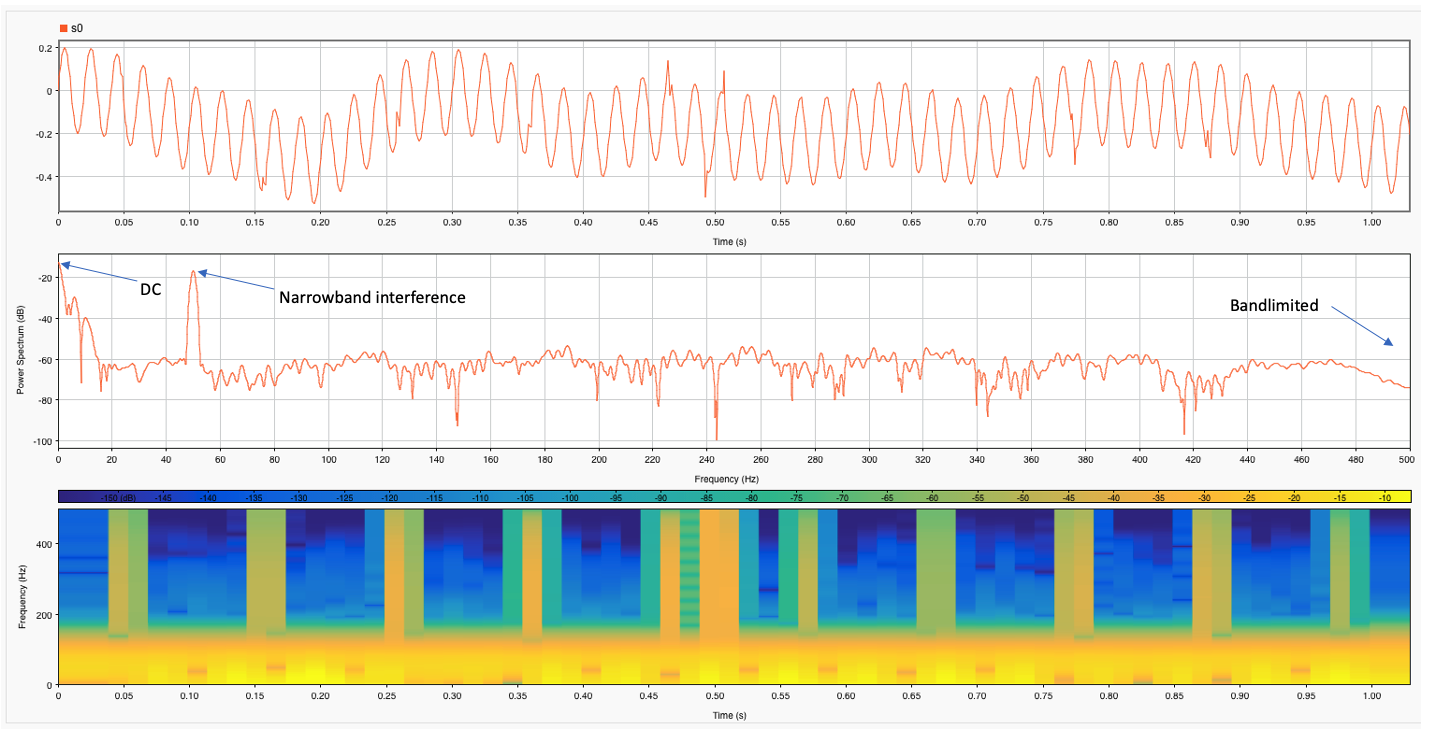 s0
0.2
0
-0.2
-0.4
0 0.05 0.10 0.15 0.20 0.25 0.30 0.35 0.40 0.45 0.50 0.55 0.60 0.65 0.70 0.75 0.80 0.85 0.90 0.95 1.00
Time (s)
Power Spectrum (dB)
DC
Narrowband interference
Bandlimited
-20
-40
-60
-80
-100
0 20 40 60 80 100 120 140 160 180 200 220 240 260 280 300 320 340 360 380 400 420 440 460 480 500
Frequency (Hz)
-150 (dB) -145 -140 -135 -130 -125 -120 -115 -110 -105 -100 -95 -90 -85 -80 -75 -70 -65 -60 -55 -50 -45 -40 -35 -30 -25 -20 -15 -10
Frequency (Hz)
400
200
0
0 0.05 0.10 0.15 0.20 0.25 0.30 0.35 0.40 0.45 0.50 0.55 0.60 0.65 0.70 0.75 0.80 0.85 0.90 0.95 1.00
Time (s)